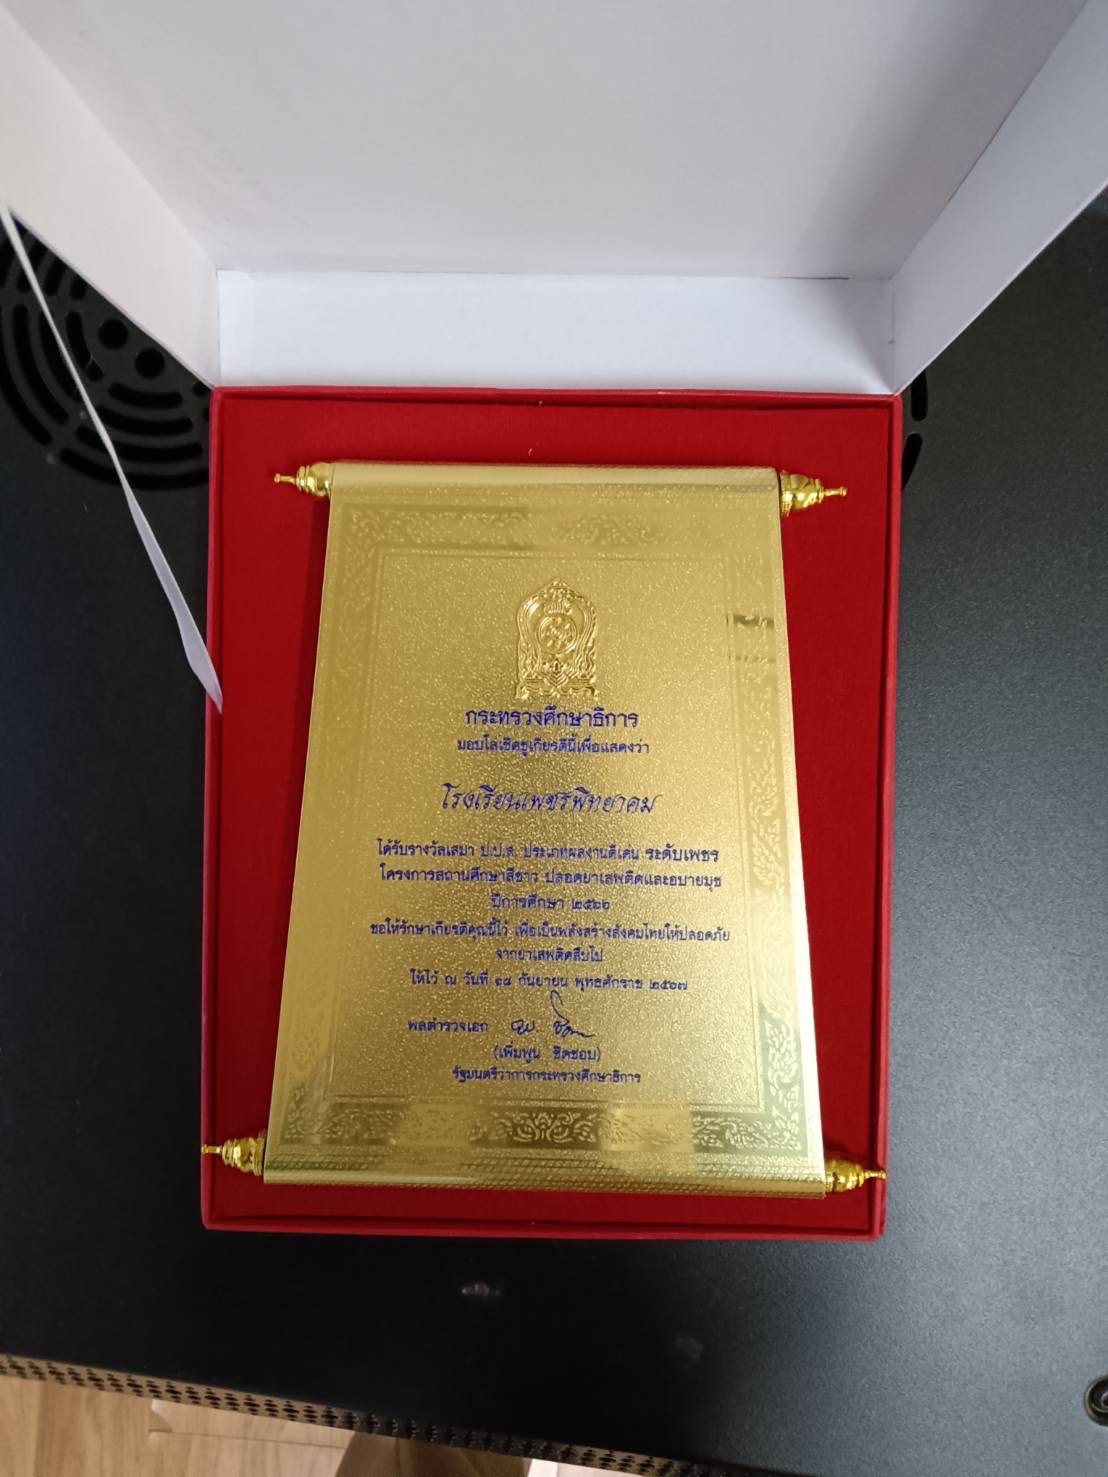 กระทรวงศึกษาธิการ
มอบโล่เชิดชูเกียรตินี้เพื่อแสดงว่า
โรงเรียนเพชรพิทยาคม
ได้รับรางวัลเสมา ป.ป.ส. ประเภทผลงานดีเด่น ระดับเพชร
โครงการสถานศึกษาสีขาว ปลอดยาเสพติดและอบายมุข
ปีการศึกษา ๒๕๖๖
ขอให้รักษาเกียรติคุณนี้ไว้ เพื่อเป็นพลังสร้างสังคมไทยให้ปลอดภัย
จากยาเสพติดสืบไป
ให้ไว้ ณ วันที่ ๑๘ กันยายน พุทธศักราช ๒๕๖๗
พลตำรวจเอก
(เพิ่มพูน ชิดชอบ)
รัฐมนตรีว่าการกระทรวงศึกษาธิการ